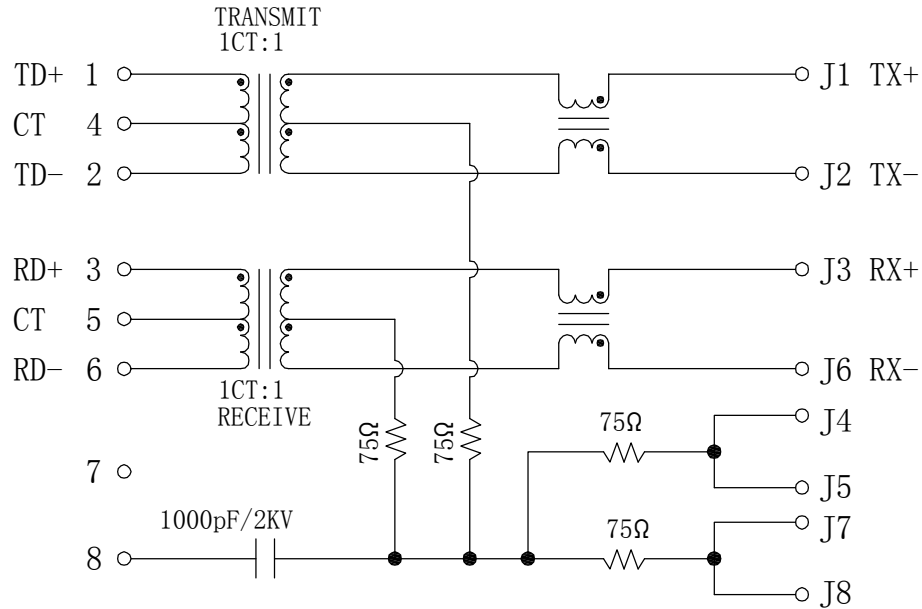 TRANSMIT
1CT:1
TD+ 1
J1 TX+
CT 4
TD- 2
J2 TX-
RD+ 3
J3 RX+
CT 5
RD- 6
J6 RX-
1CT:1
RECEIVE
75Ω
75Ω
75Ω
J4
7
J5
1000pF/2KV
75Ω
J7
8
J8